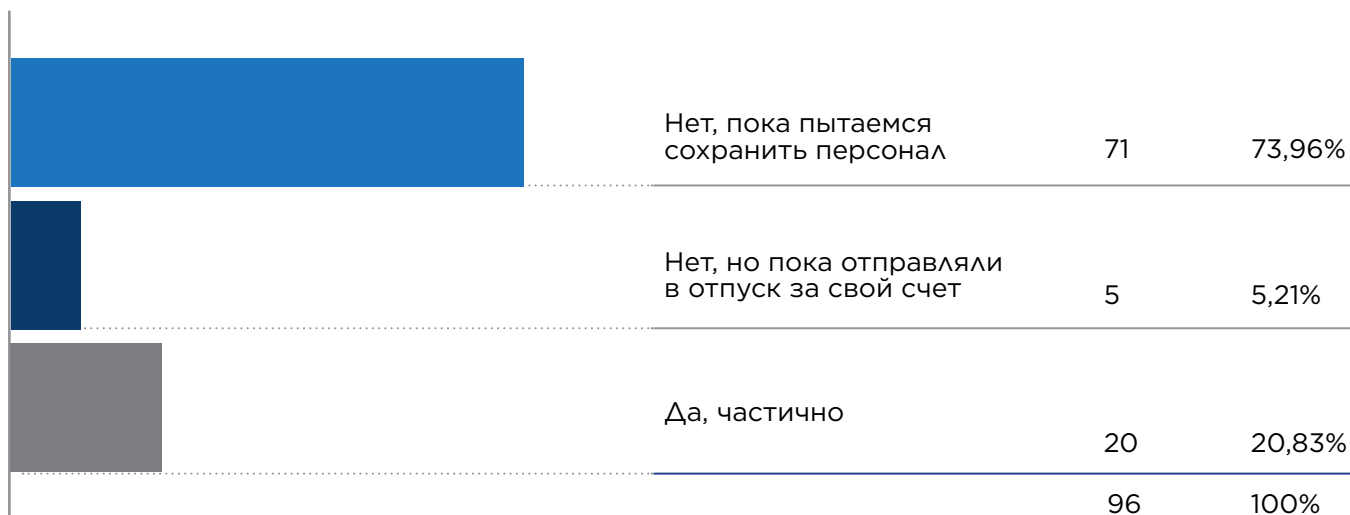 Нет, пока пытаемся
сохранить персонал 71 73,96%
Нет, но пока отправляли
в отпуск за свой счет 5 5,21%
Да, частично
20 20,83%
96 100%